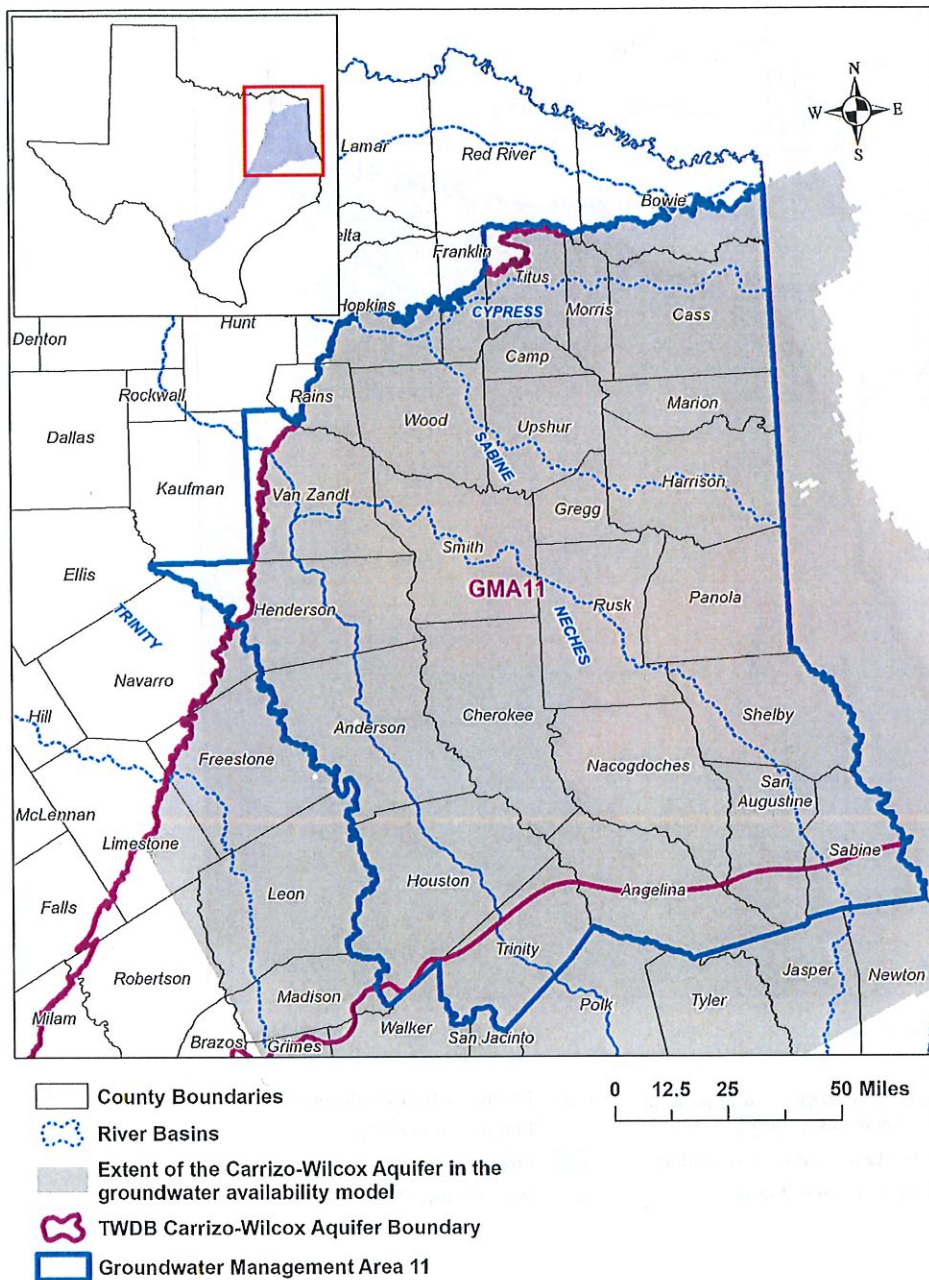 N
W E
S
Lamar
Red River
Bowie
elta
Franklin
Titus
Hopkins
CYPRESS
Morris
Cass
Hunt
Denton
Camp
Rains
Rockwall
Marion
Wood
Upshur
Dallas
SABINE
Kaufman
Harrison
Van Zandt
Gregg
Smith
Ellis
GMA11
Rusk
Panola
Henderson
TRINITY
NECHES
Navarro
Hill
Anderson
Cherokee
Shelby
Freestone
Nacogdoches
San
Augustine
McLennan
Limestone
Sabine
Leon
Houston
Angelina
Falls
Trinity
Robertson
Jasper
Newton
Madison
Polk
Tyler
Milam
Walker
San Jacinto
Brazos
Grimes
County Boundaries
0 12.5 25 50 Miles
River Basins
Extent of the Carrizo-Wilcox Aquifer in the
groundwater availability model
TWDB Carrizo-Wilcox Aquifer Boundary
Groundwater Management Area 11